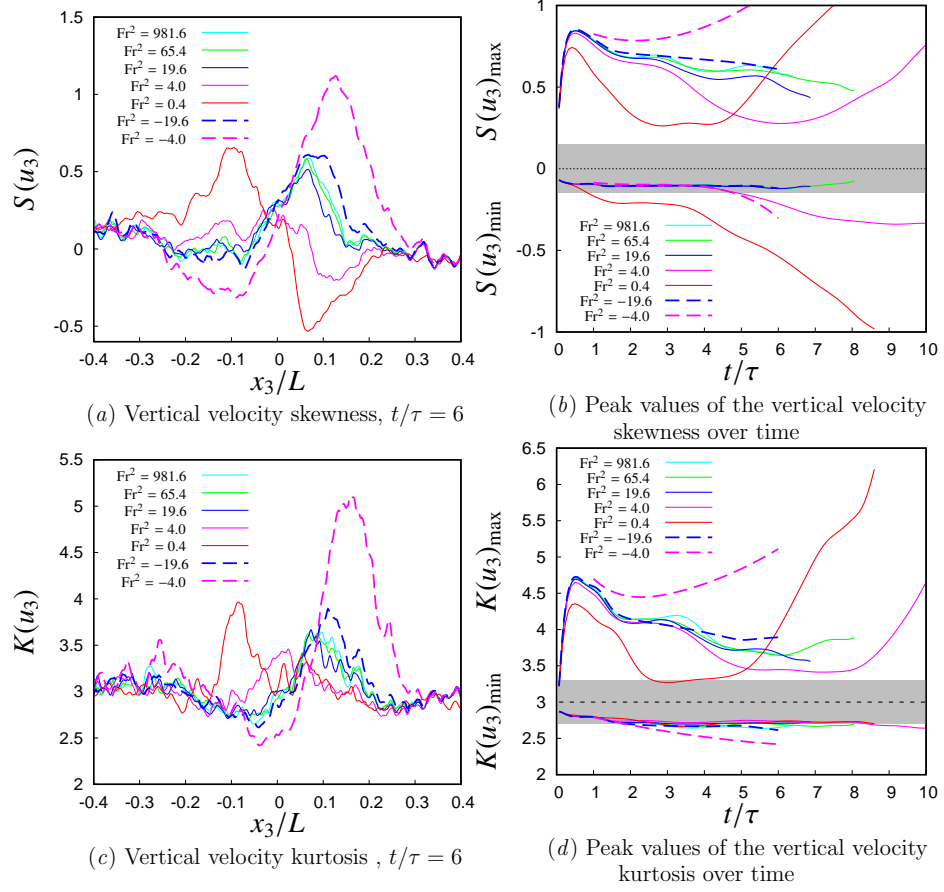 1.5
1
0.5
0
-0.5
S(u₃)
Fr² = 981.6
Fr² = 65.4
Fr² = 19.6
Fr² = 4.0
Fr² = 0.4
Fr² = −19.6
Fr² = −4.0
-0.4 -0.3 -0.2 -0.1 0 0.1 0.2 0.3 0.4
x₃/L
(a) Vertical velocity skewness, t/τ = 6
1
0.5
0
-0.5
-1
S(u₃)max
S(u₃)min
Fr² = 981.6
Fr² = 65.4
Fr² = 19.6
Fr² = 4.0
Fr² = 0.4
Fr² = −19.6
Fr² = −4.0
0 1 2 3 4 5 6 7 8 9 10
t/τ
(b) Peak values of the vertical velocity
skewness over time
5.5
5
4.5
4
3.5
3
2.5
2
K(u₃)
Fr² = 981.6
Fr² = 65.4
Fr² = 19.6
Fr² = 4.0
Fr² = 0.4
Fr² = −19.6
Fr² = −4.0
-0.4 -0.3 -0.2 -0.1 0 0.1 0.2 0.3 0.4
x₃/L
(c) Vertical velocity kurtosis , t/τ = 6
6.5
6
5.5
5
4.5
4
3.5
3
2.5
2
K(u₃)max
K(u₃)min
Fr² = 981.6
Fr² = 65.4
Fr² = 19.6
Fr² = 4.0
Fr² = 0.4
Fr² = −19.6
Fr² = −4.0
0 1 2 3 4 5 6 7 8 9 10
t/τ
(d) Peak values of the vertical velocity
kurtosis over time